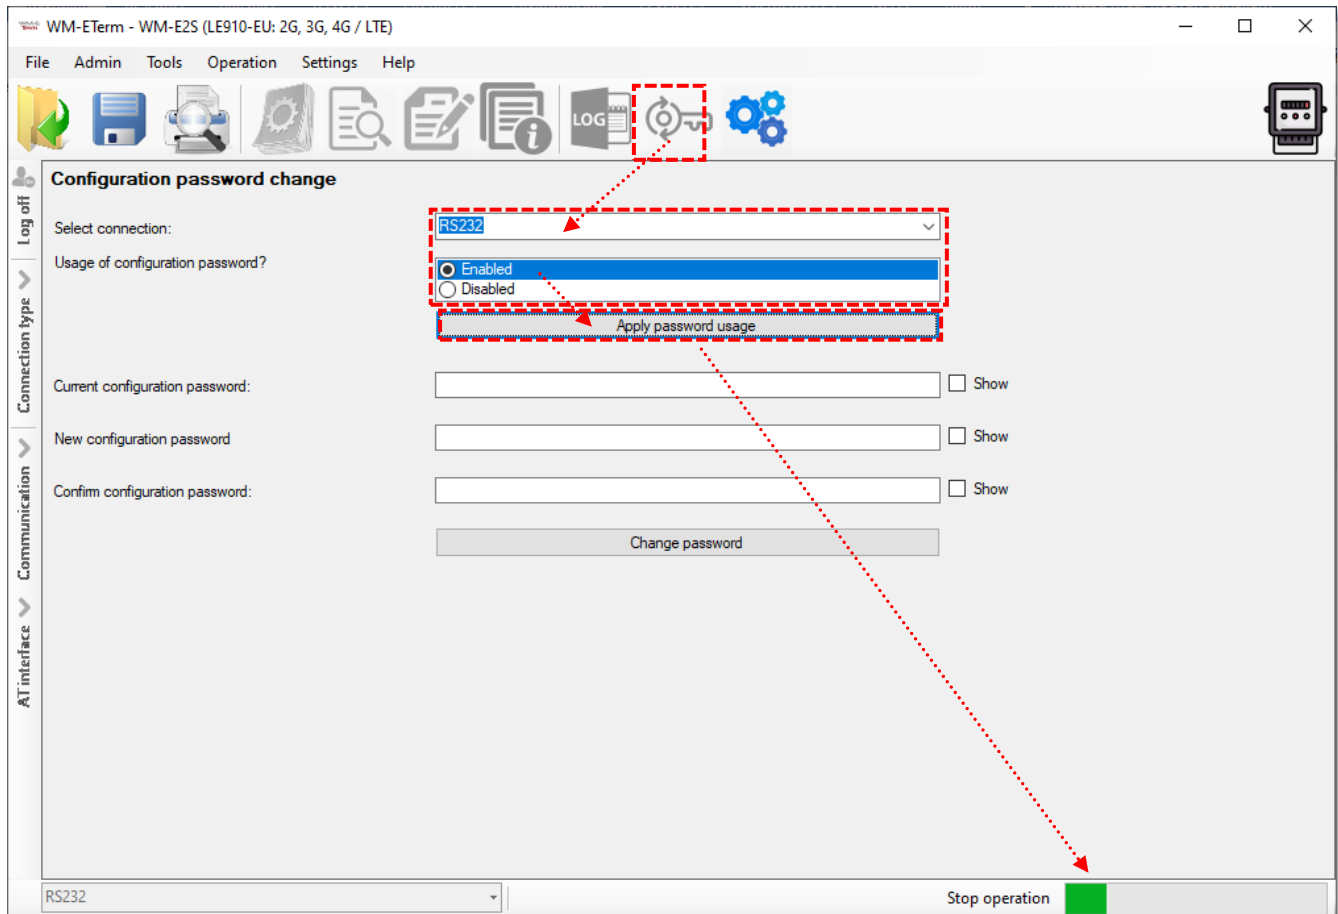 WM-ETerm - WM-E2S (LE910-EU: 2G, 3G, 4G / LTE)
File Admin Tools Operation Settings Help
LOG
Log off
Connection type
Communication
AT interface
Configuration password change
Select connection:
RS232
Usage of configuration password?
Enabled
Disabled
Apply password usage
Current configuration password:
Show
New configuration password
Show
Confirm configuration password:
Show
Change password
RS232
Stop operation